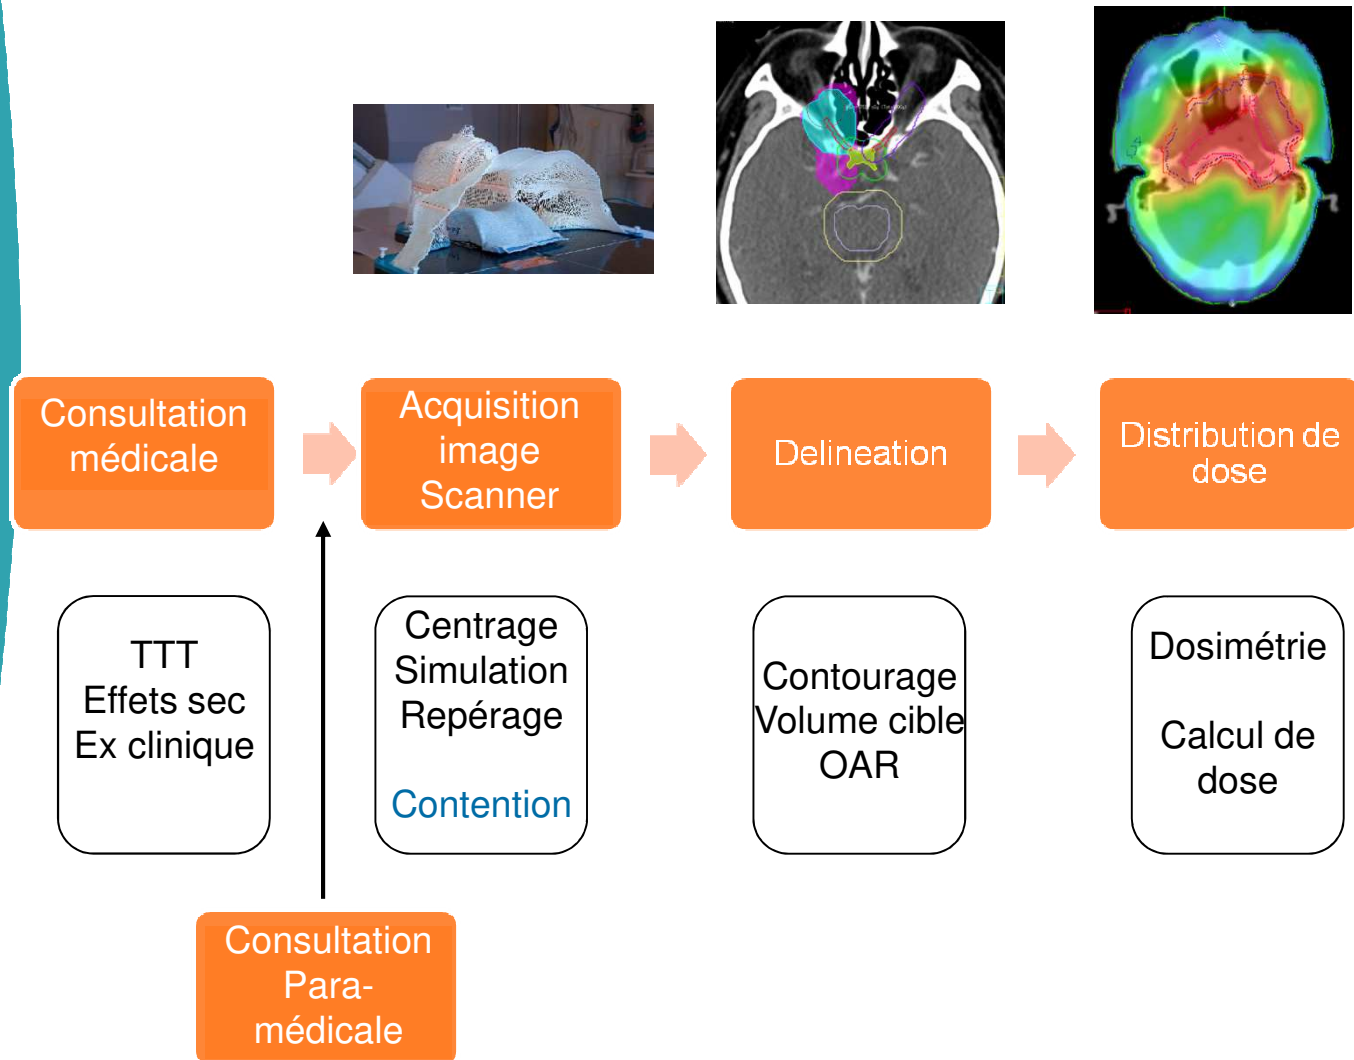 Consultation
médicale
Acquisition
image
Scanner
Delineation
Distribution de
dose
TTT
Effets sec
Ex clinique
Centrage
Simulation
Repérage
Contention
Contourage
Volume cible
OAR
Dosimétrie
Calcul de
dose
Consultation
Para-
médicale